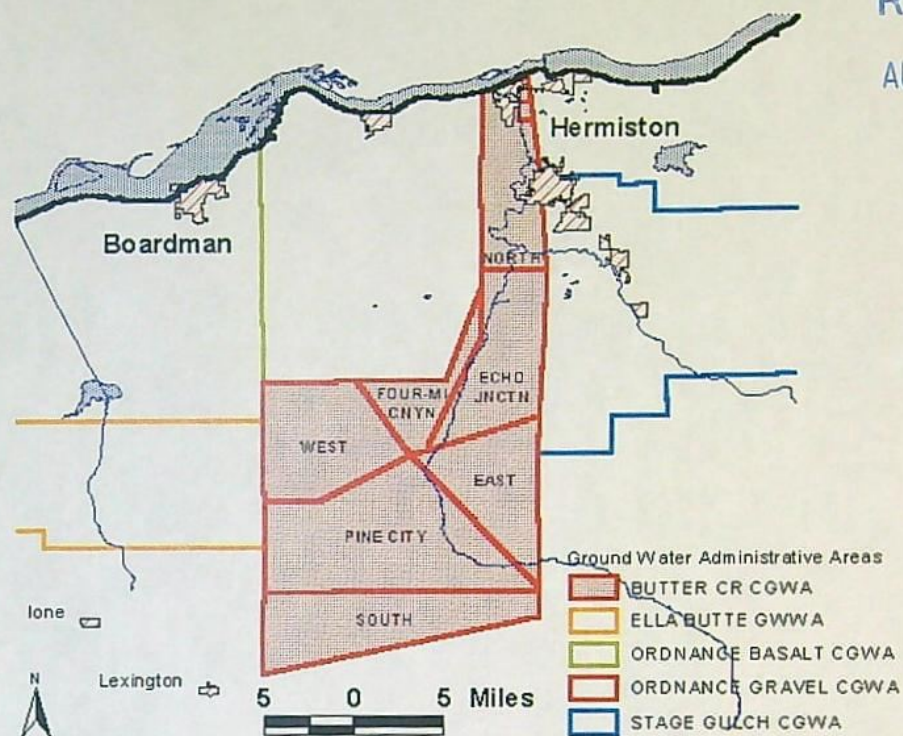 R
AU
Hermiston
Boardman
NORTH
ECHO
JNCTN
FOUR-MI
CNYN
WEST
EAST
PINE CITY
SOUTH
Ione
Lexington
N
5 0 5 Miles
Ground Water Administrative Areas
BUTTER CR CGWA
ELLA BUTTE GWWA
ORDNANCE BASALT CGWA
ORDNANCE GRAVEL CGWA
STAGE GULCH CGWA